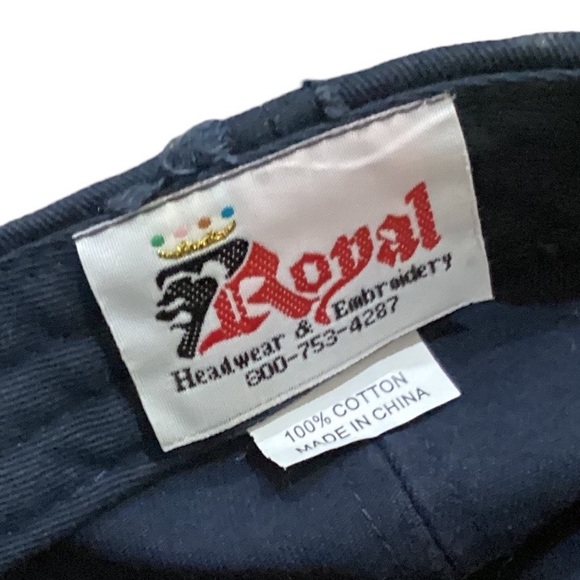 Royal
Headwear & Embroidery
800-753-4287
100% COTTON
MADE IN CHINA